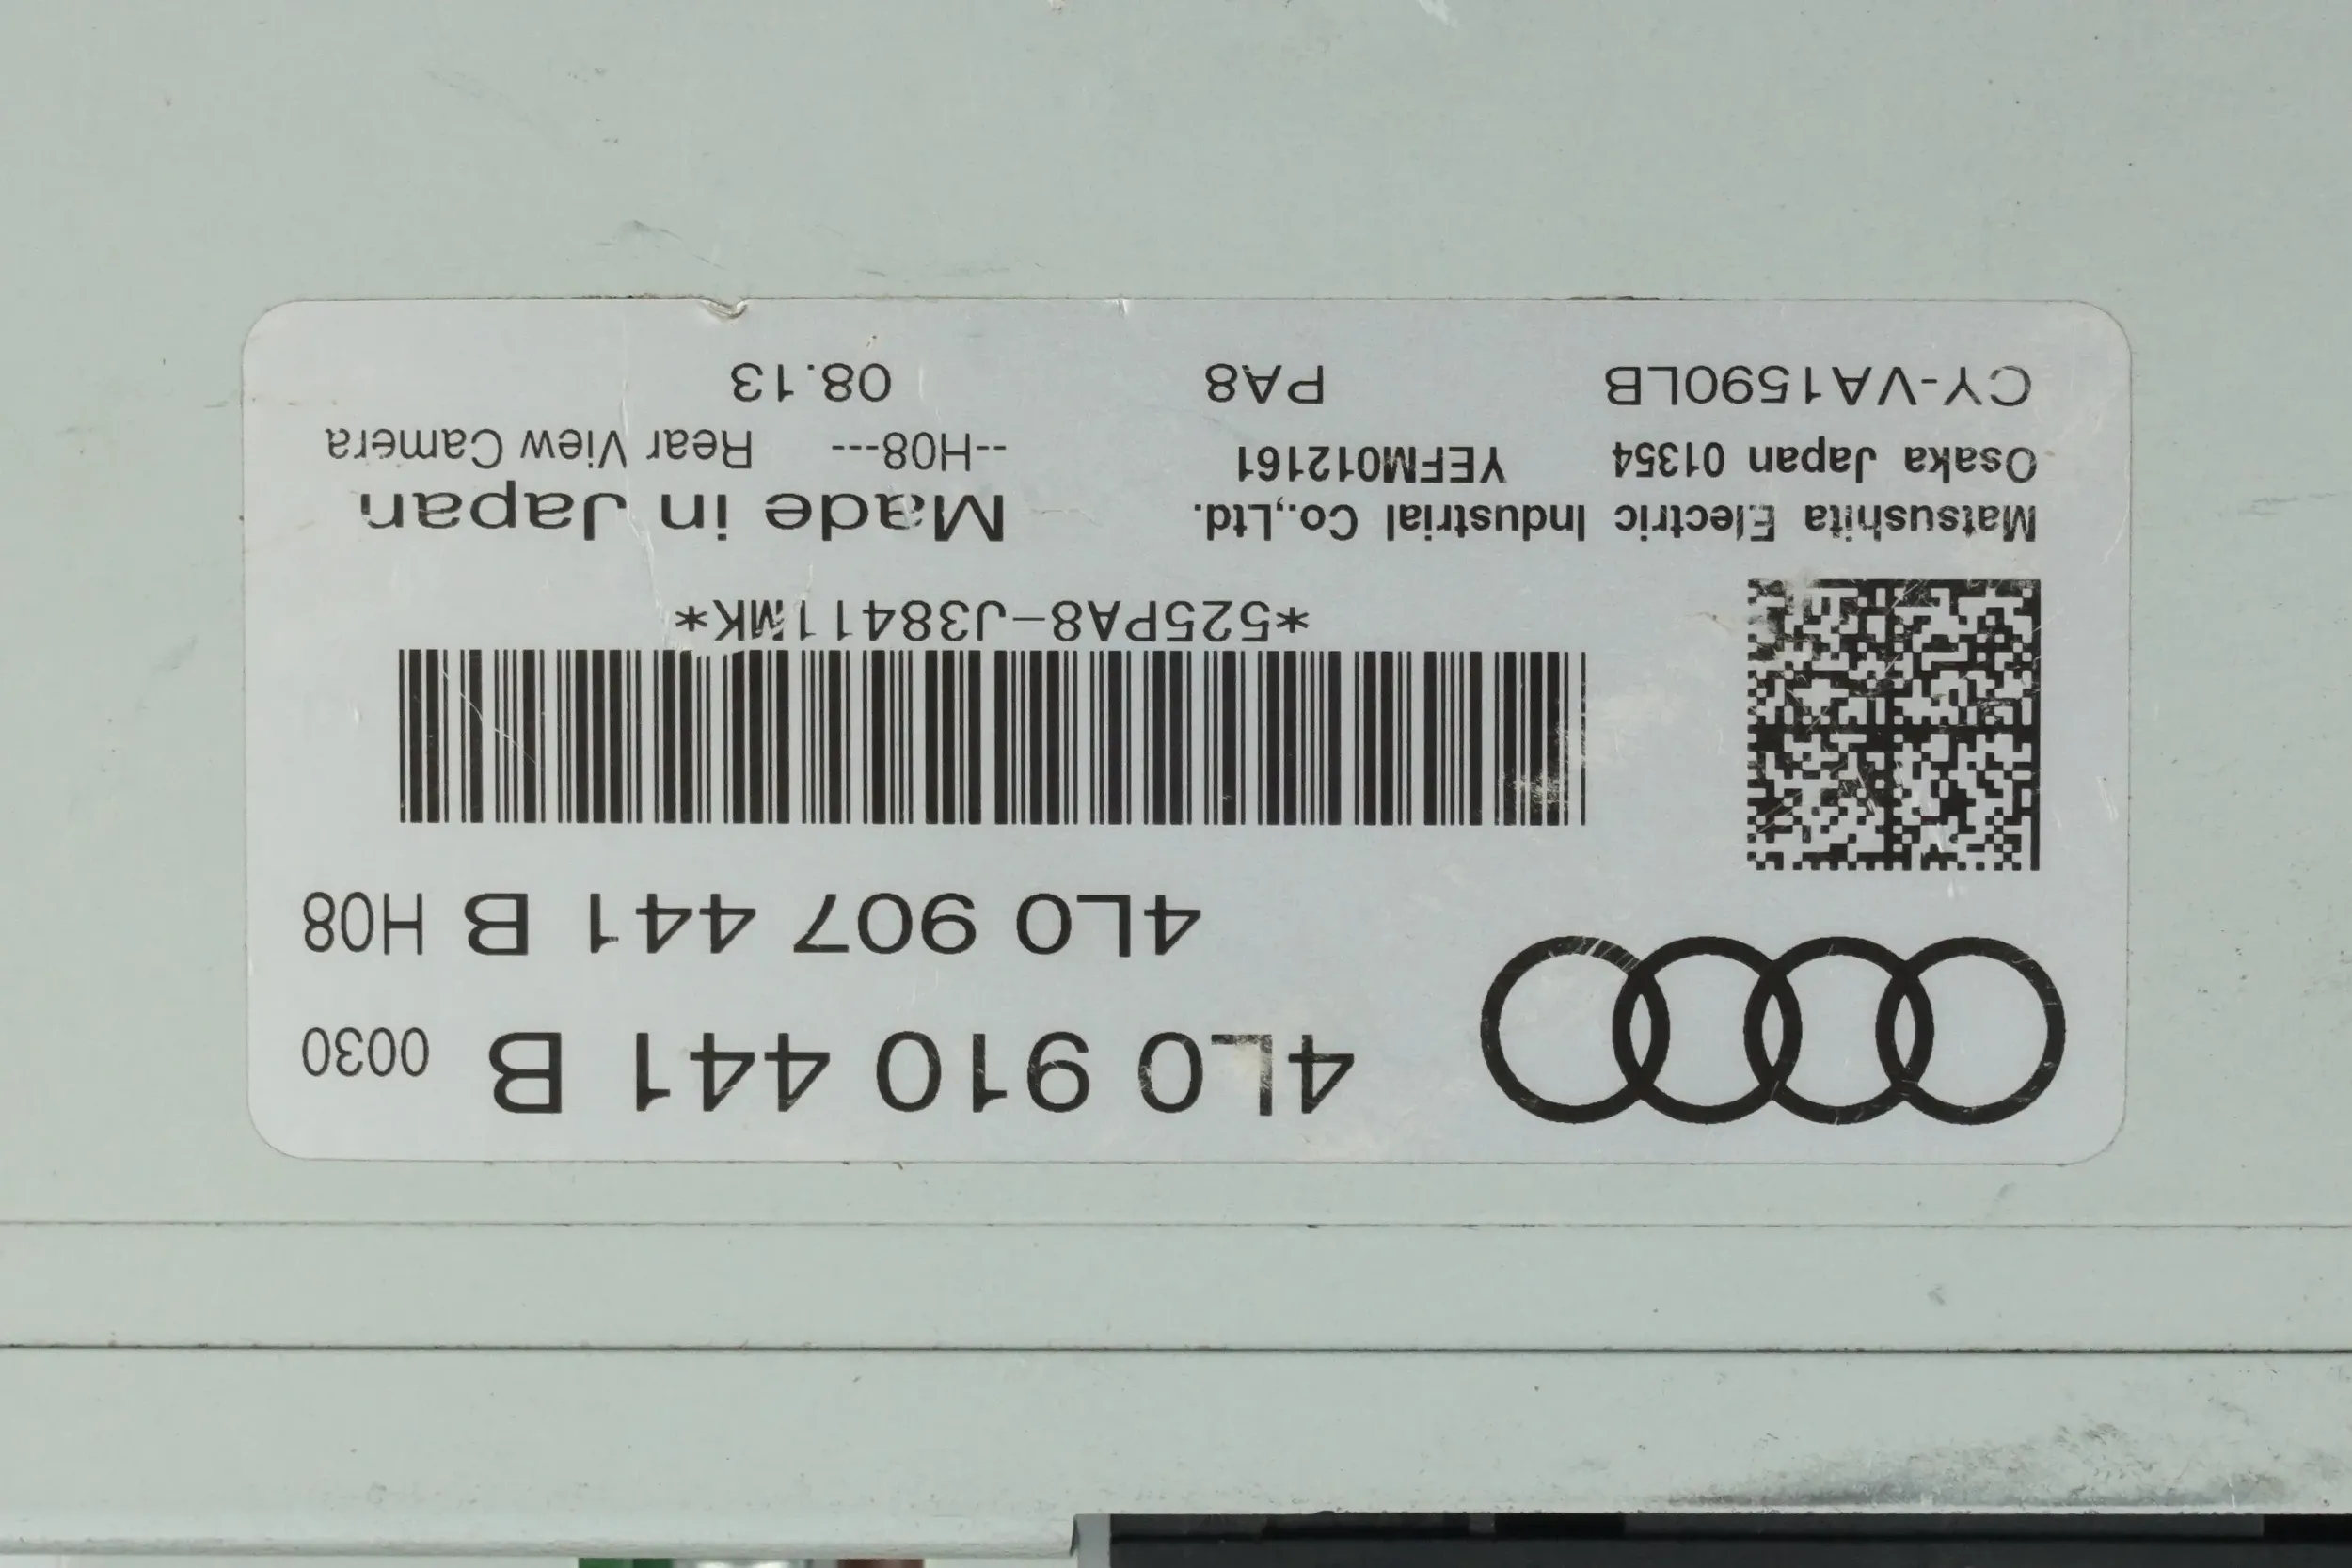 4L0 910 441 B 0030
4L0 907 441 B H08
*525PA8-J38411MK*
Matsushita Electric Industrial Co.,Ltd. Made in Japan
Osaka Japan 01354 YEFM012161 --H08--- Rear View Camera
CY-VA1590LB PA8 08.13